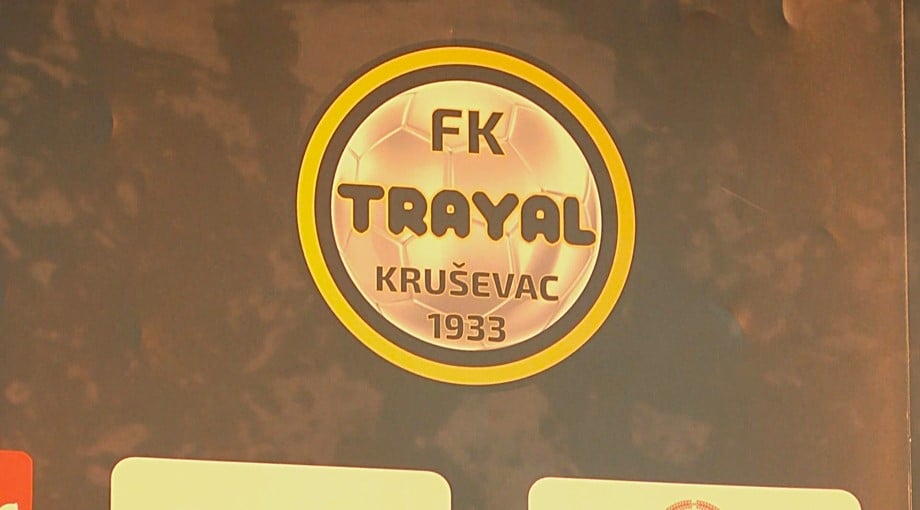 FK
TRAYAL
KRUŠEVAC
1933